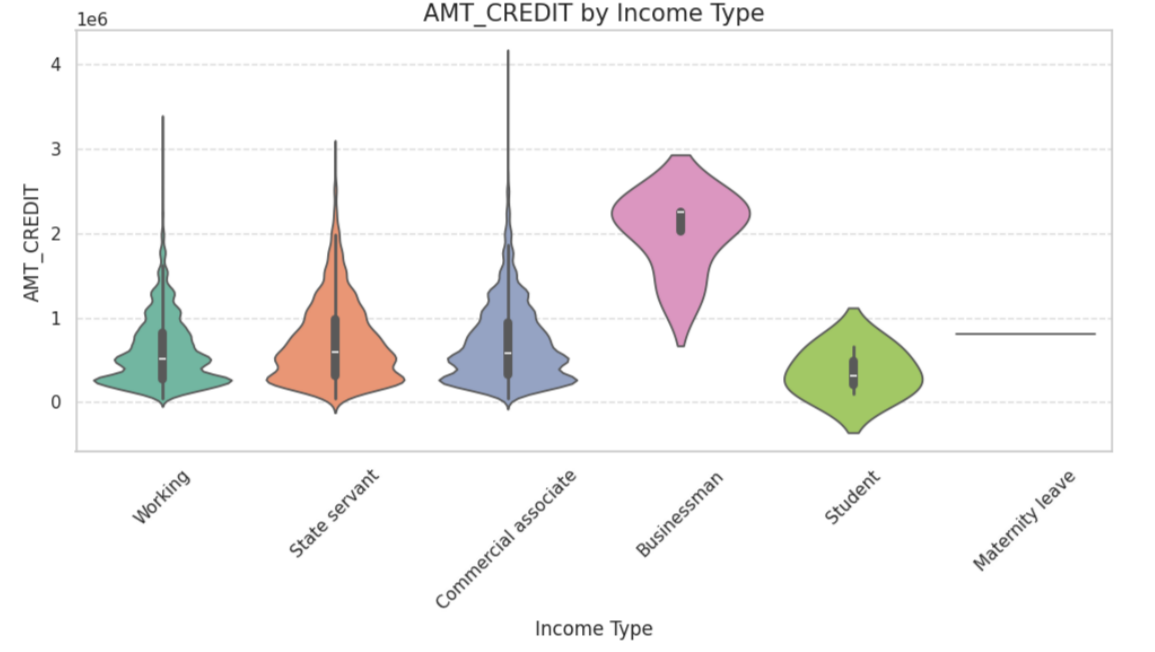 AMT_CREDIT by Income Type
1e6
4
3
2
1
0
AMT_CREDIT
Working
State servant
Commercial associate
Businessman
Student
Maternity leave
Income Type